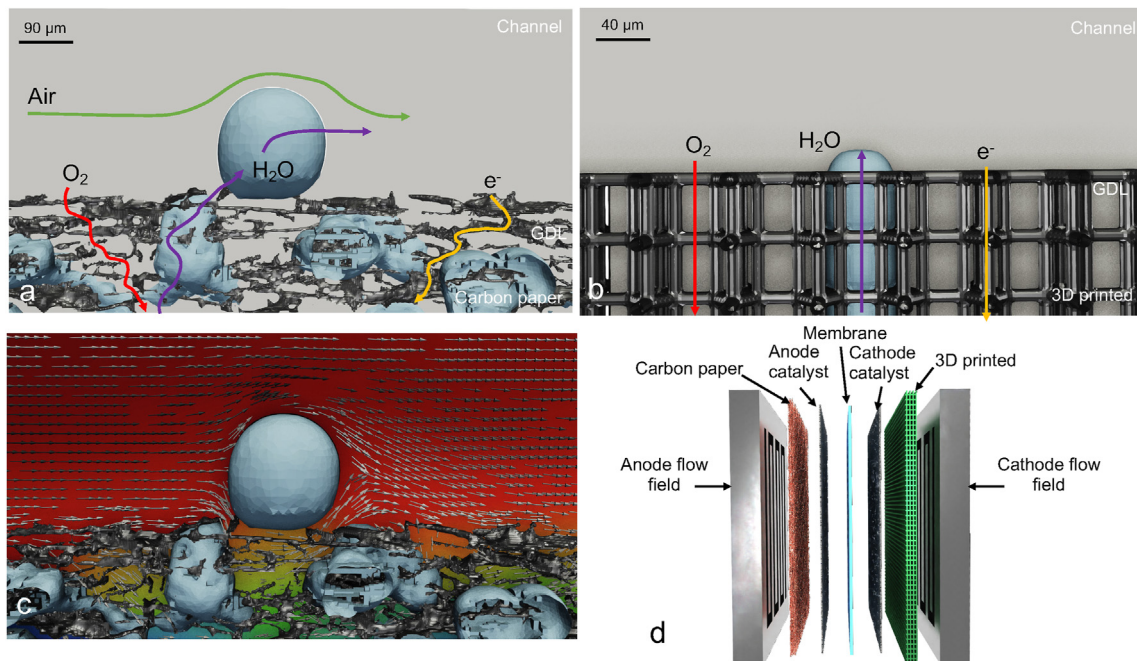 90 µm
Channel
Air
O₂
H₂O
e⁻
GDL
a
Carbon paper
40 µm
Channel
O₂
H₂O
e⁻
GDL
b
3D printed
c
Membrane
Anode
catalyst
Cathode
catalyst
Carbon paper
3D printed
Anode flow
field
Cathode flow
field
d